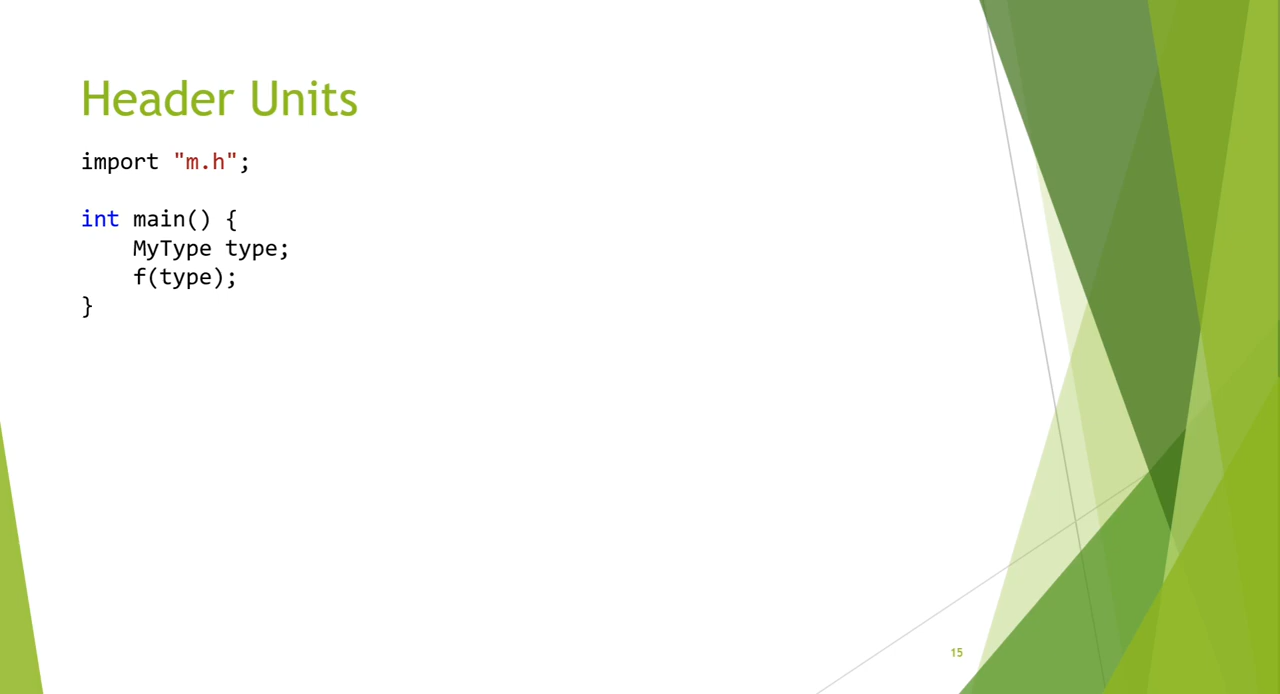 Header Units
import "m.h";
int main() {
    MyType type;
    f(type);
}
15